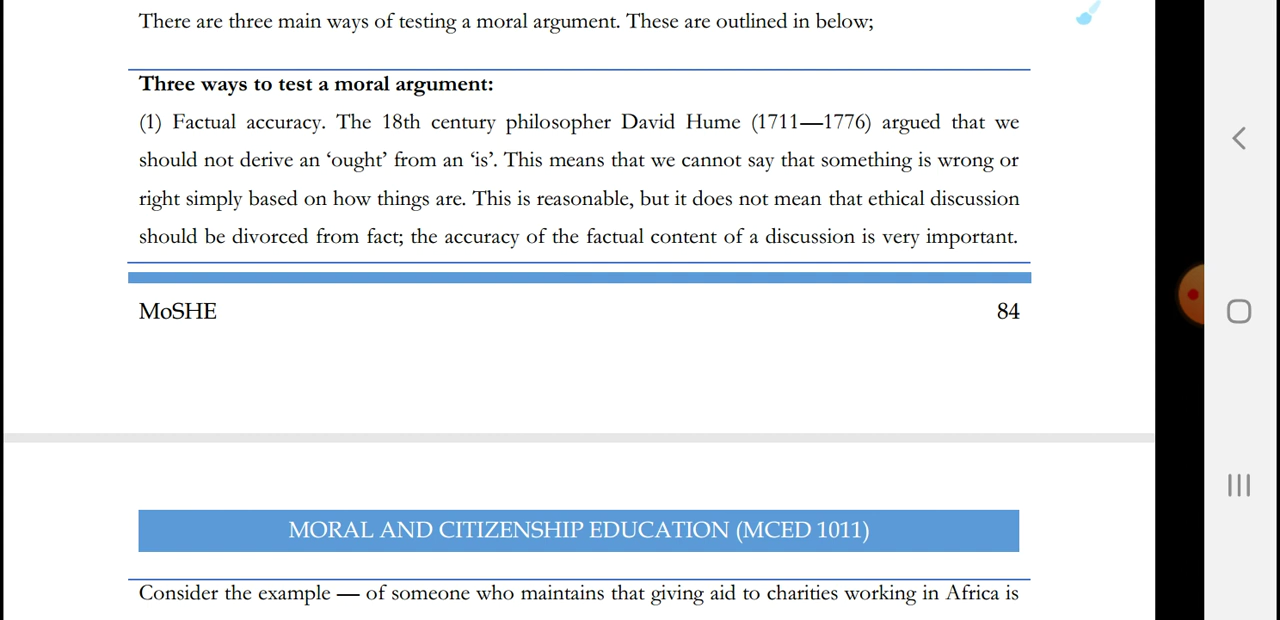 There are three main ways of testing a moral argument. These are outlined in below;
Three ways to test a moral argument:
(1) Factual accuracy. The 18th century philosopher David Hume (1711—1776) argued that we
should not derive an ‘ought’ from an ‘is’. This means that we cannot say that something is wrong or
right simply based on how things are. This is reasonable, but it does not mean that ethical discussion
should be divorced from fact; the accuracy of the factual content of a discussion is very important.
MoSHE 84
MORAL AND CITIZENSHIP EDUCATION (MCED 1011)
Consider the example — of someone who maintains that giving aid to charities working in Africa is